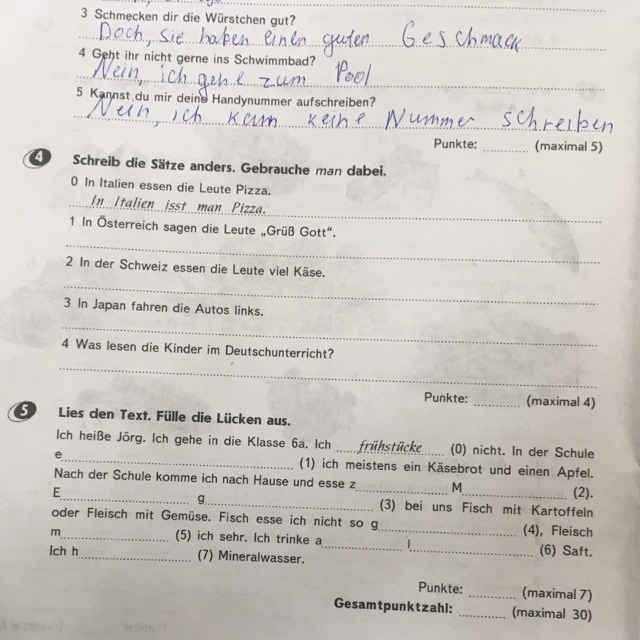 3 Schmecken dir die Würstchen gut?
Doch, sie haben einen guten Geschmack
4 Geht ihr nicht gerne ins Schwimmbad?
Nein, ich gehe zum Pool
5 Kannst du mir deine Handynummer aufschreiben?
Nein, ich kann keine Nummer schreiben
Punkte: ............ (maximal 5)
4 Schreib die Sätze anders. Gebrauche man dabei.
0 In Italien essen die Leute Pizza.
In Italien isst man Pizza.
1 In Österreich sagen die Leute „Grüß Gott“.
2 In der Schweiz essen die Leute viel Käse.
3 In Japan fahren die Autos links.
4 Was lesen die Kinder im Deutschunterricht?
Punkte: ............ (maximal 4)
5 Lies den Text. Fülle die Lücken aus.
Ich heiße Jörg. Ich gehe in die Klasse 6a. Ich .... frühstücke .... (0) nicht. In der Schule
e............ (1) ich meistens ein Käsebrot und einen Apfel.
Nach der Schule komme ich nach Hause und esse z............ M............ (2).
E............ g............ (3) bei uns Fisch mit Kartoffeln
oder Fleisch mit Gemüse. Fisch esse ich nicht so g............ (4), Fleisch
m............ (5) ich sehr. Ich trinke a............ l............ (6) Saft.
Ich h............ (7) Mineralwasser.
Punkte: ............ (maximal 7)
Gesamtpunktzahl: ............ (maximal 30)